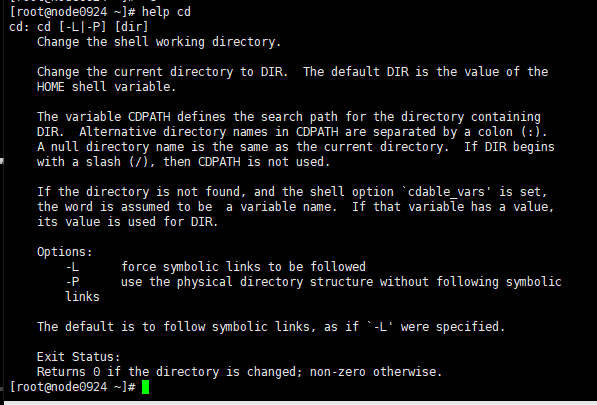 [root@node0924 ~]# help cd
cd: cd [-L|-P] [dir]
    Change the shell working directory.

    Change the current directory to DIR.  The default DIR is the value of the
    HOME shell variable.

    The variable CDPATH defines the search path for the directory containing
    DIR.  Alternative directory names in CDPATH are separated by a colon (:).
    A null directory name is the same as the current directory.  If DIR begins
    with a slash (/), then CDPATH is not used.

    If the directory is not found, and the shell option `cdable_vars' is set,
    the word is assumed to be  a variable name.  If that variable has a value,
    its value is used for DIR.

    Options:
        -L	force symbolic links to be followed
        -P	use the physical directory structure without following symbolic
        links

    The default is to follow symbolic links, as if `-L' were specified.

    Exit Status:
    Returns 0 if the directory is changed; non-zero otherwise.
[root@node0924 ~]#